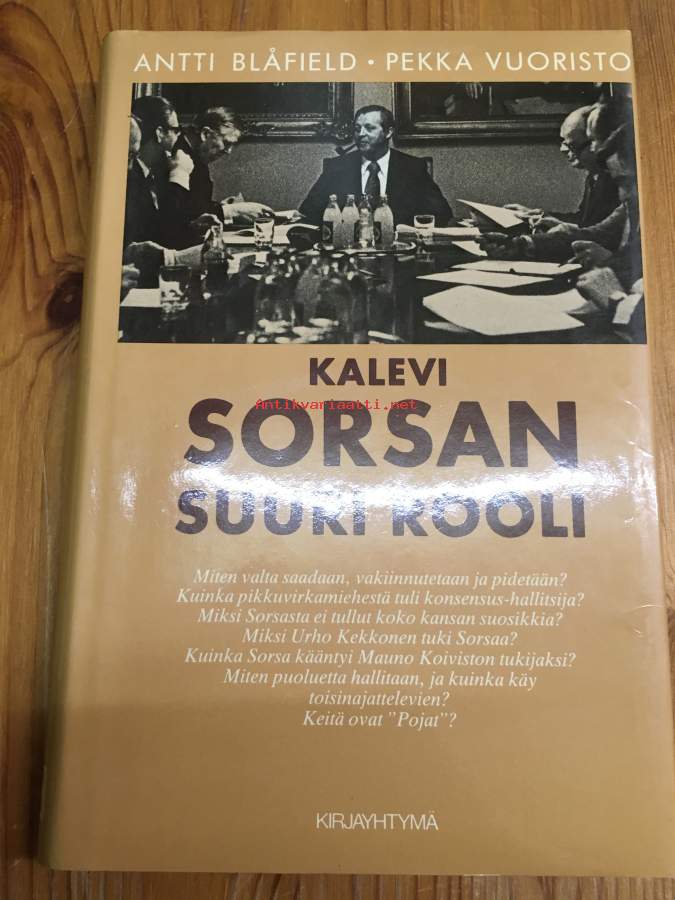 ANTTI BLÅFIELD • PEKKA VUORISTO
KALEVI
Antikvariaatti.net
SORSAN
SUURI ROOLI
Miten valta saadaan, vakiinnutetaan ja pidetään?
Kuinka pikkuvirkamiehestä tuli konsensus-hallitsija?
Miksi Sorsasta ei tullut koko kansan suosikkia?
Miksi Urho Kekkonen tuki Sorsaa?
Kuinka Sorsa kääntyi Mauno Koiviston tukijaksi?
Miten puoluetta hallitaan, ja kuinka käy
toisinajattelevien?
Keitä ovat ”Pojat”?
KIRJAYHTYMÄ